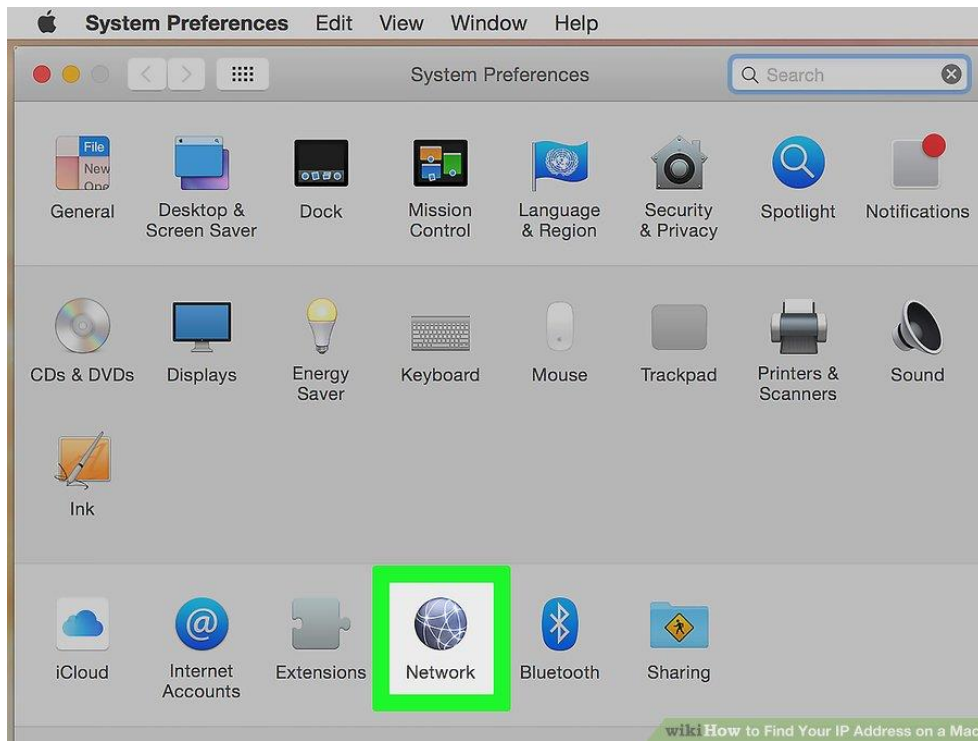 System Preferences Edit View Window Help
System Preferences
Search
File
New
Ope
General
Desktop &
Screen Saver
Dock
Mission
Control
Language
& Region
Security
& Privacy
Spotlight
Notifications
CDs & DVDs
Displays
Energy
Saver
Keyboard
Mouse
Trackpad
Printers &
Scanners
Sound
Ink
iCloud
@
Internet
Accounts
Extensions
Network
Bluetooth
Sharing
wikiHow to Find Your IP Address on a Mac